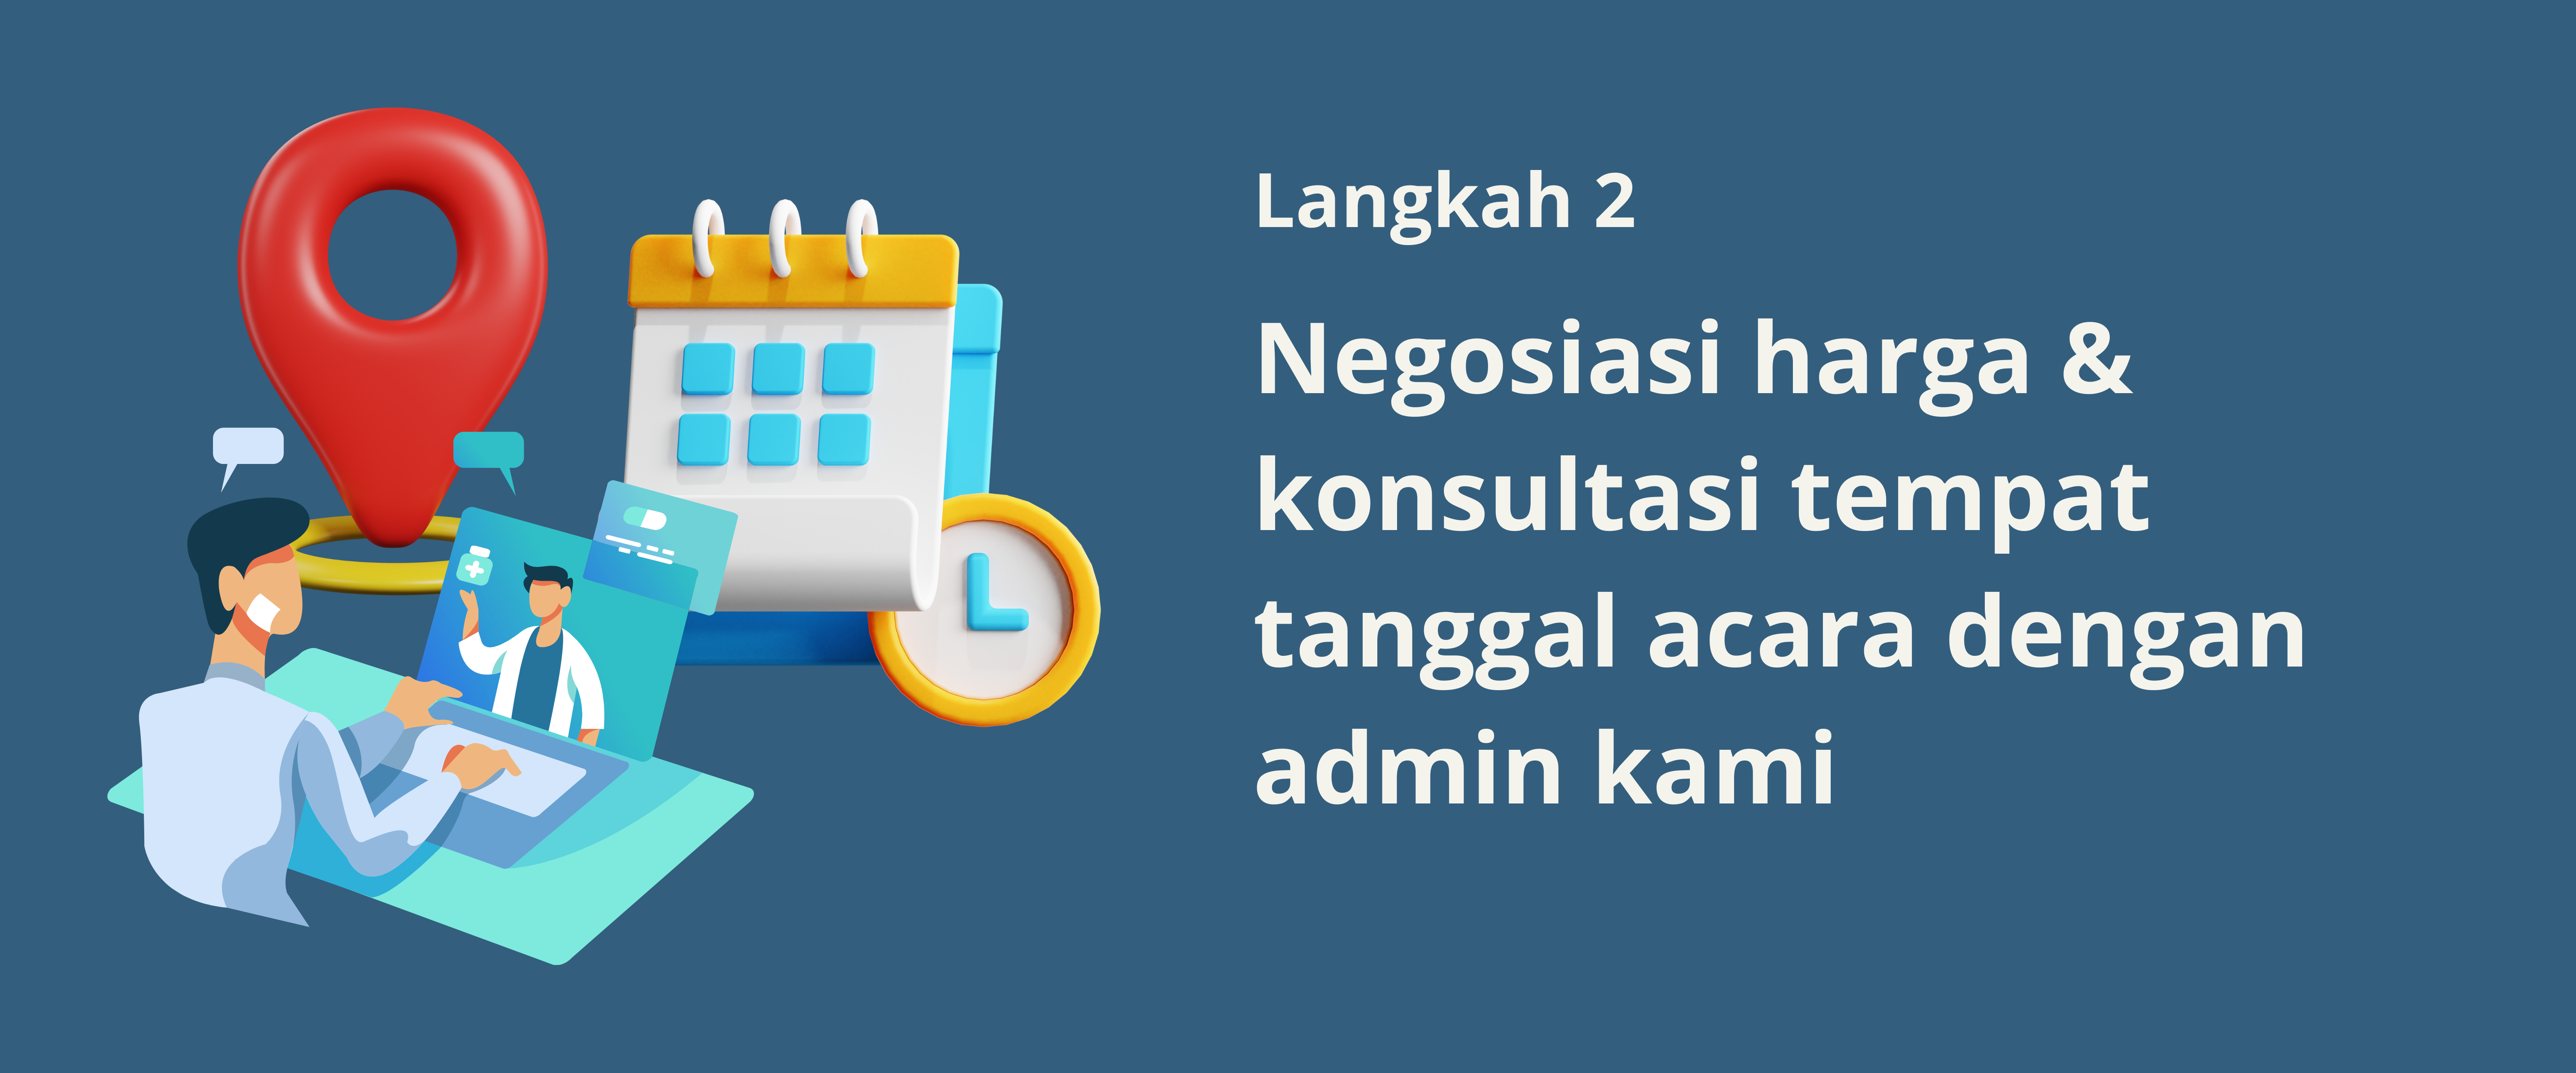 Langkah 2
Negosiasi harga &
konsultasi tempat
tanggal acara dengan
admin kami